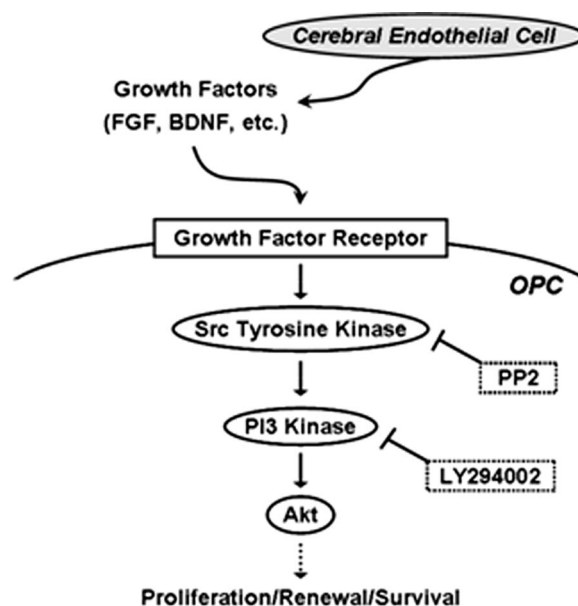 Cerebral Endothelial Cell
Growth Factors
(FGF, BDNF, etc.)
Growth Factor Receptor
OPC
Src Tyrosine Kinase
PP2
PI3 Kinase
LY294002
Akt
Proliferation/Renewal/Survival